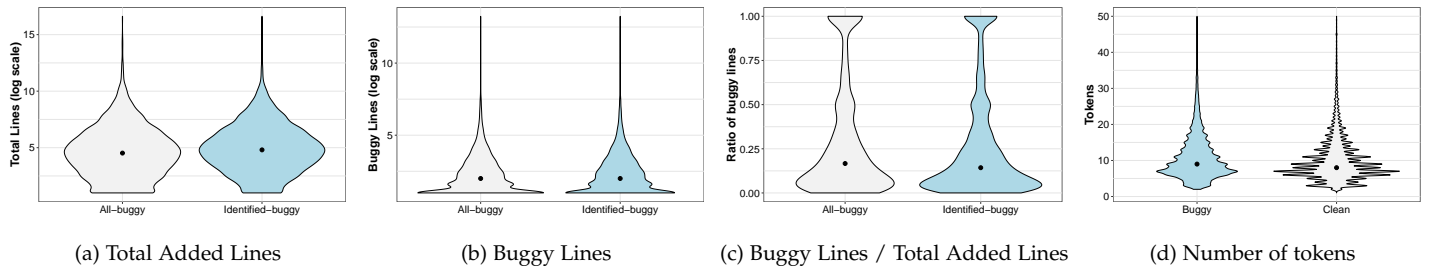 Total Lines (log scale)
15
10
5
All−buggy
Identified−buggy
(a) Total Added Lines
Buggy Lines (log scale)
10
5
All−buggy
Identified−buggy
(b) Buggy Lines
Ratio of buggy lines
1.00
0.75
0.50
0.25
0.00
All−buggy
Identified−buggy
(c) Buggy Lines / Total Added Lines
Tokens
50
40
30
20
10
0
Buggy
Clean
(d) Number of tokens